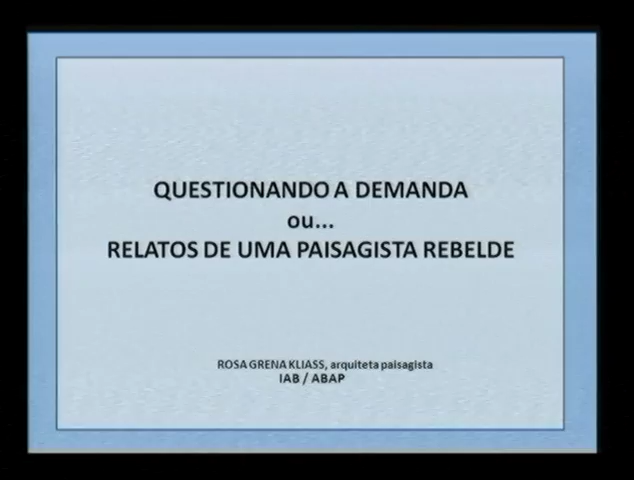 QUESTIONANDO A DEMANDA
ou...
RELATOS DE UMA PAISAGISTA REBELDE
ROSA GRENA KLIASS, arquiteta paisagista
IAB / ABAP